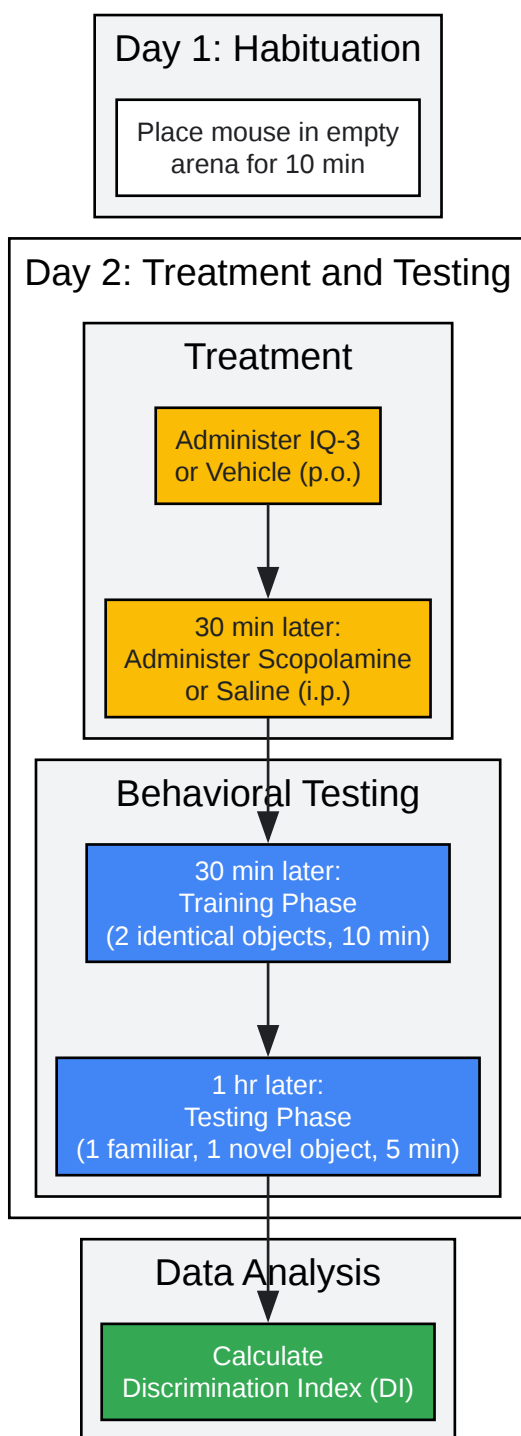 Day 1: Habituation
Place mouse in empty
arena for 10 min
Day 2: Treatment and Testing
Treatment
Administer IQ-3
or Vehicle (p.o.)
30 min later:
Administer Scopolamine
or Saline (i.p.)
Behavioral Testing
30 min later:
Training Phase
(2 identical objects, 10 min)
1 hr later:
Testing Phase
(1 familiar, 1 novel object, 5 min)
Data Analysis
Calculate
Discrimination Index (DI)